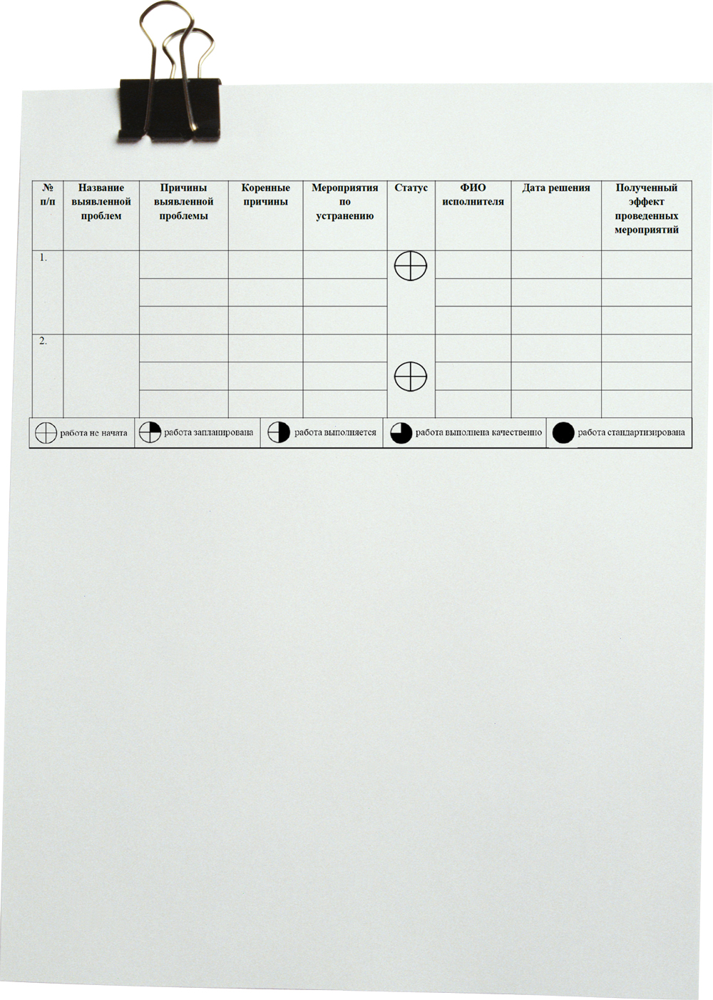 № п/п
Название выявленной проблем
Причины выявленной проблемы
Коренные причины
Мероприятия по устранению
Статус
ФИО исполнителя
Дата решения
Полученный эффект проведенных мероприятий
1.
2.
работа не начата
работа запланирована
работа выполняется
работа выполнена качественно
работа стандартизирована